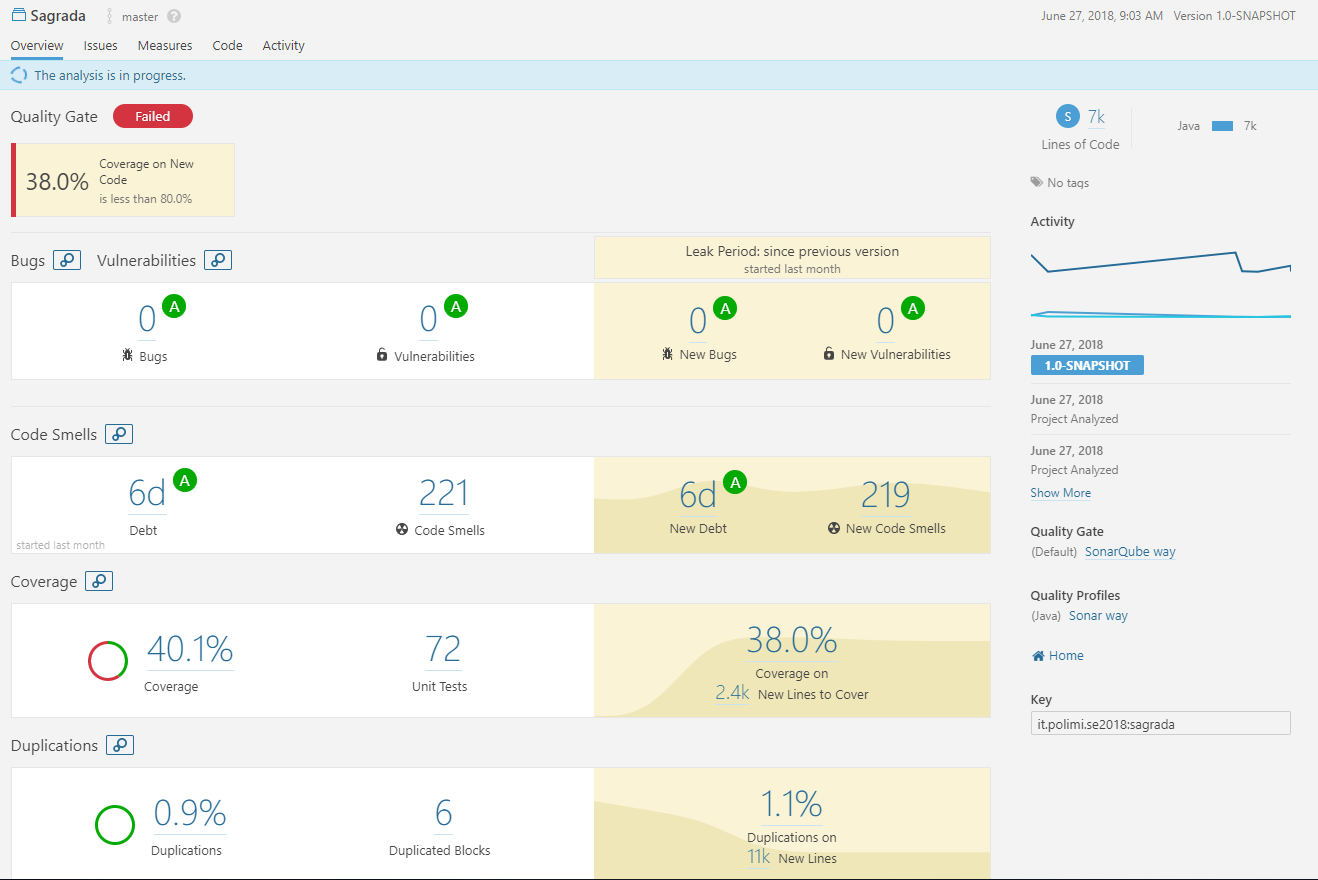 Sagrada master ?
June 27, 2018, 9:03 AM Version 1.0-SNAPSHOT
Overview Issues Measures Code Activity
The analysis is in progress.
Quality Gate Failed
38.0%
Coverage on New
Code
is less than 80.0%
Bugs Vulnerabilities
Leak Period: since previous version
started last month
0 A
Bugs
0 A
Vulnerabilities
0 A
New Bugs
0 A
New Vulnerabilities
Code Smells
6d A
Debt
started last month
221
Code Smells
6d A
New Debt
219
New Code Smells
Coverage
40.1%
Coverage
72
Unit Tests
38.0%
Coverage on
2.4k New Lines to Cover
Duplications
0.9%
Duplications
6
Duplicated Blocks
1.1%
Duplications on
11k New Lines
S 7k
Lines of Code
Java 7k
No tags
Activity
June 27, 2018
1.0-SNAPSHOT
June 27, 2018
Project Analyzed
June 27, 2018
Project Analyzed
Show More
Quality Gate
(Default) SonarQube way
Quality Profiles
(Java) Sonar way
Home
Key
it.polimi.se2018:sagrada